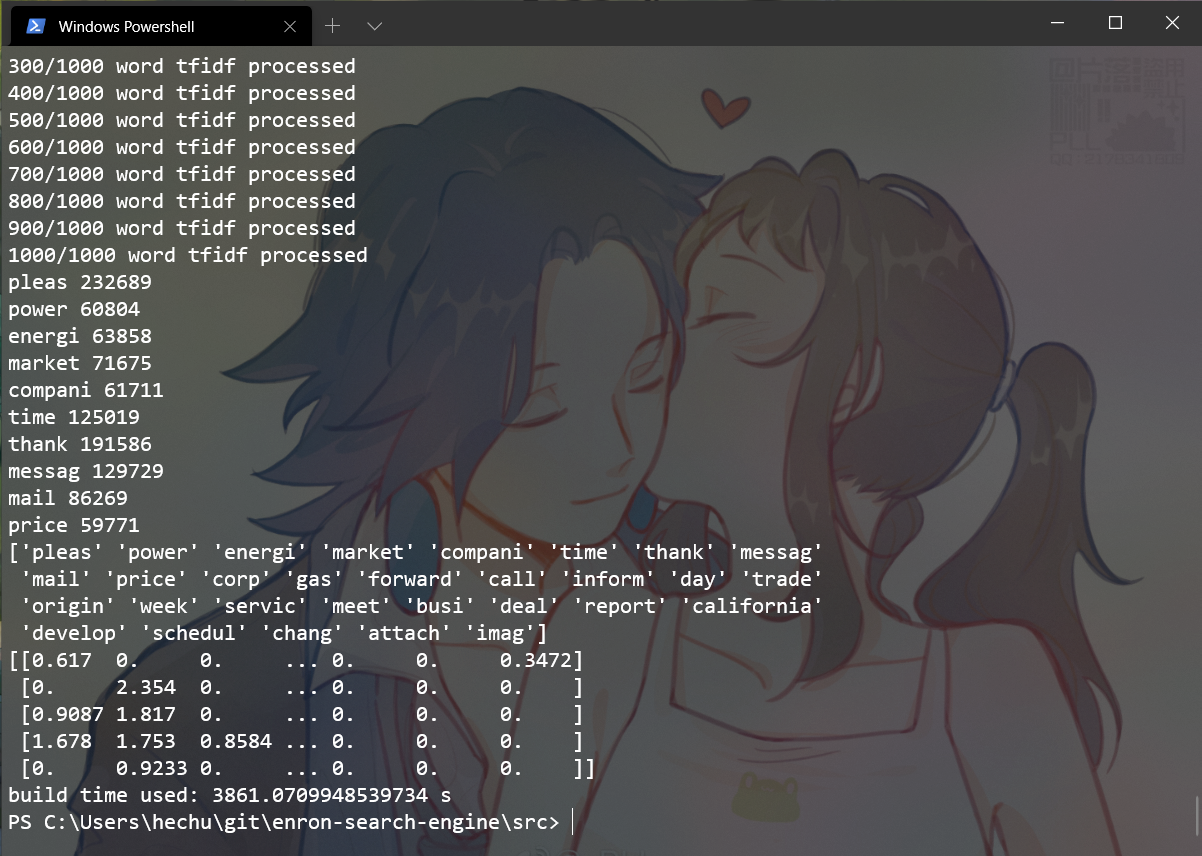 Windows Powershell
300/1000 word tfidf processed
400/1000 word tfidf processed
500/1000 word tfidf processed
600/1000 word tfidf processed
700/1000 word tfidf processed
800/1000 word tfidf processed
900/1000 word tfidf processed
1000/1000 word tfidf processed
pleas 232689
power 60804
energi 63858
market 71675
compani 61711
time 125019
thank 191586
messag 129729
mail 86269
price 59771
['pleas' 'power' 'energi' 'market' 'compani' 'time' 'thank' 'messag'
 'mail' 'price' 'corp' 'gas' 'forward' 'call' 'inform' 'day' 'trade'
 'origin' 'week' 'servic' 'meet' 'busi' 'deal' 'report' 'california'
 'develop' 'schedul' 'chang' 'attach' 'imag']
[[0.617  0.     0.     ... 0.     0.     0.3472]
 [0.     2.354  0.     ... 0.     0.     0.    ]
 [0.9087 1.817  0.     ... 0.     0.     0.    ]
 [1.678  1.753  0.8584 ... 0.     0.     0.    ]
 [0.     0.9233 0.     ... 0.     0.     0.    ]]
build time used: 3861.0709948539734 s
PS C:\Users\hechu\git\enron-search-engine\src>